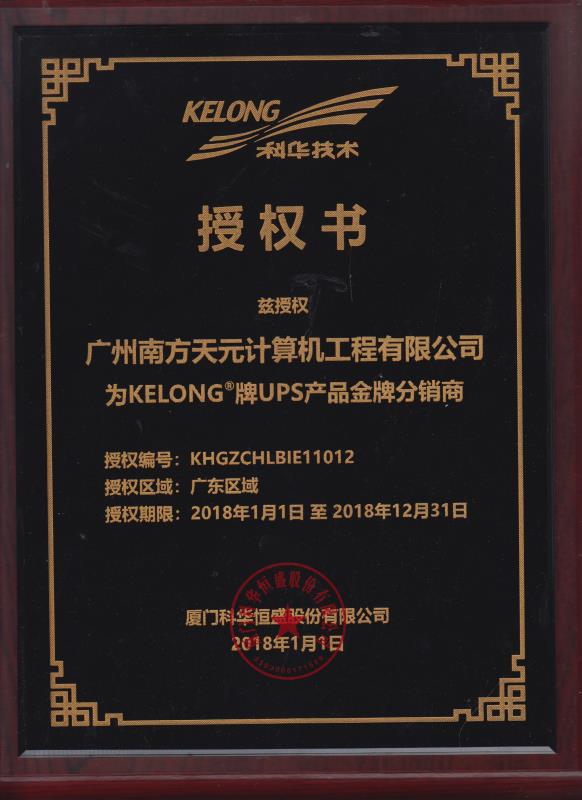 KELONG
科华技术
授权书
兹授权
广州南方天元计算机工程有限公司
为KELONG®牌UPS产品金牌分销商
授权编号：KHGZCHLBIE11012
授权区域：广东区域
授权期限：2018年1月1日 至 2018年12月31日
厦门科华恒盛股份有限公司
2018年1月1日